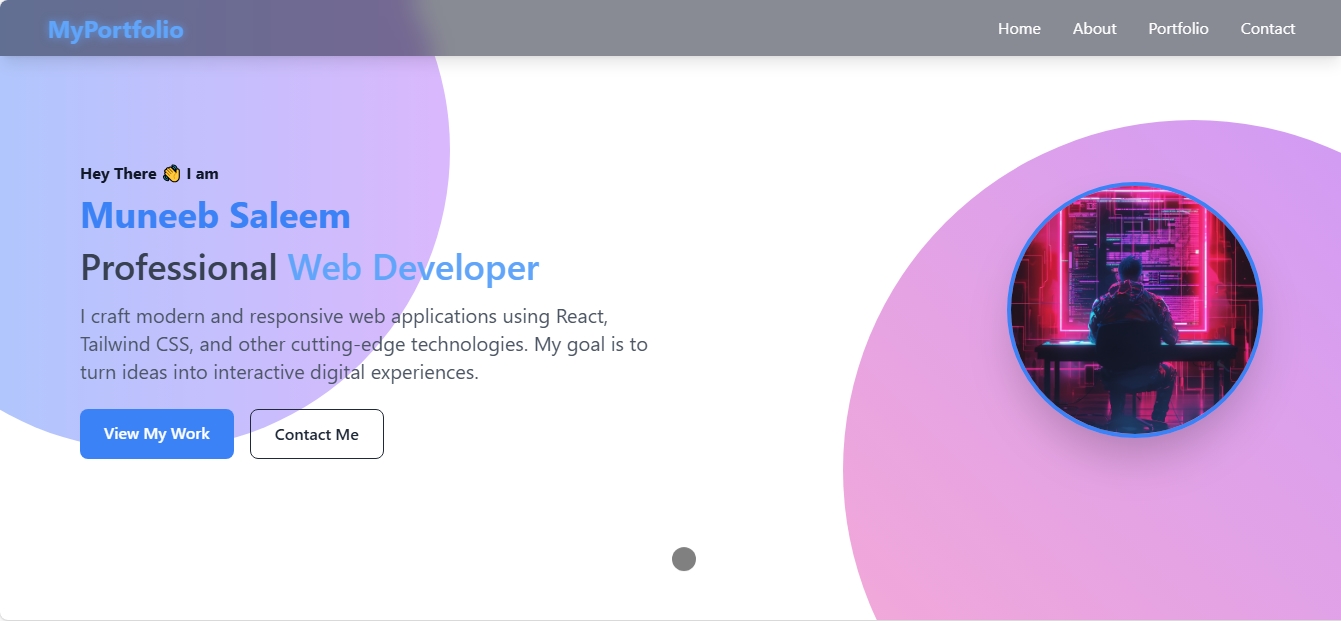 MyPortfolio
Home About Portfolio Contact
Hey There 👋 I am
Muneeb Saleem
Professional Web Developer
I craft modern and responsive web applications using React,
Tailwind CSS, and other cutting-edge technologies. My goal is to
turn ideas into interactive digital experiences.
View My Work Contact Me